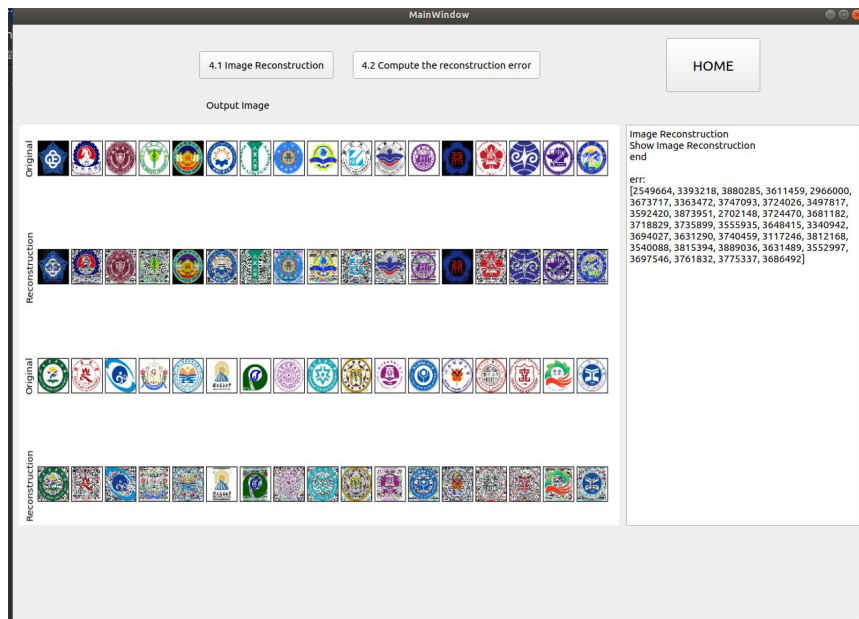 MainWindow
4.1 Image Reconstruction
4.2 Compute the reconstruction error
HOME
Output Image
Original
Reconstruction
Original
Reconstruction
Image Reconstruction
Show Image Reconstruction
end
err:
[2549664, 3393218, 3880285, 3611459, 2966000,
3673717, 3363472, 3747093, 3724026, 3497817,
3592420, 3873951, 2702148, 3724470, 3681182,
3718829, 3735899, 3555935, 3648415, 3340942,
3694027, 3631290, 3740459, 3117246, 3812168,
3540088, 3815394, 3889036, 3631489, 3552997,
3697546, 3761832, 3775337, 3686492]